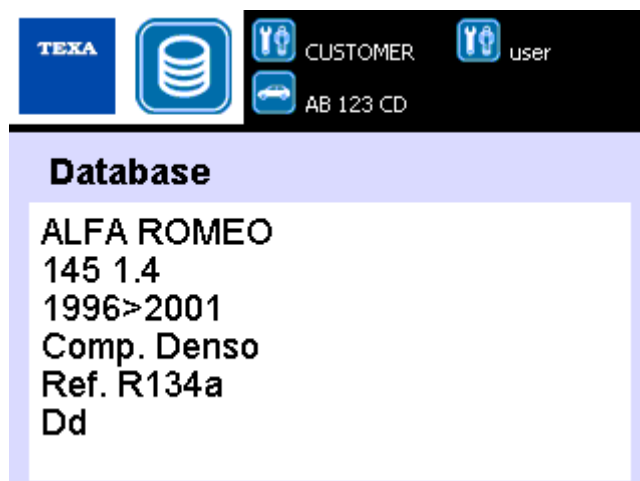 TEXA
CUSTOMER
user
AB 123 CD
Database
ALFA ROMEO
145 1.4
1996>2001
Comp. Denso
Ref. R134a
Dd